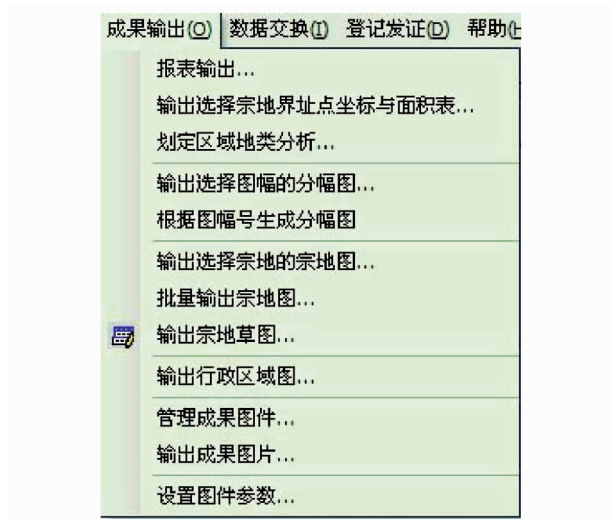 成果输出(O) 数据交换(I) 登记发证(D) 帮助(H
报表输出...
输出选择宗地界址点坐标与面积表...
划定区域地类分析...
输出选择图幅的分幅图...
根据图幅号生成分幅图
输出选择宗地的宗地图...
批量输出宗地图...
输出宗地草图...
输出行政区域图...
管理成果图件...
输出成果图片...
设置图件参数...